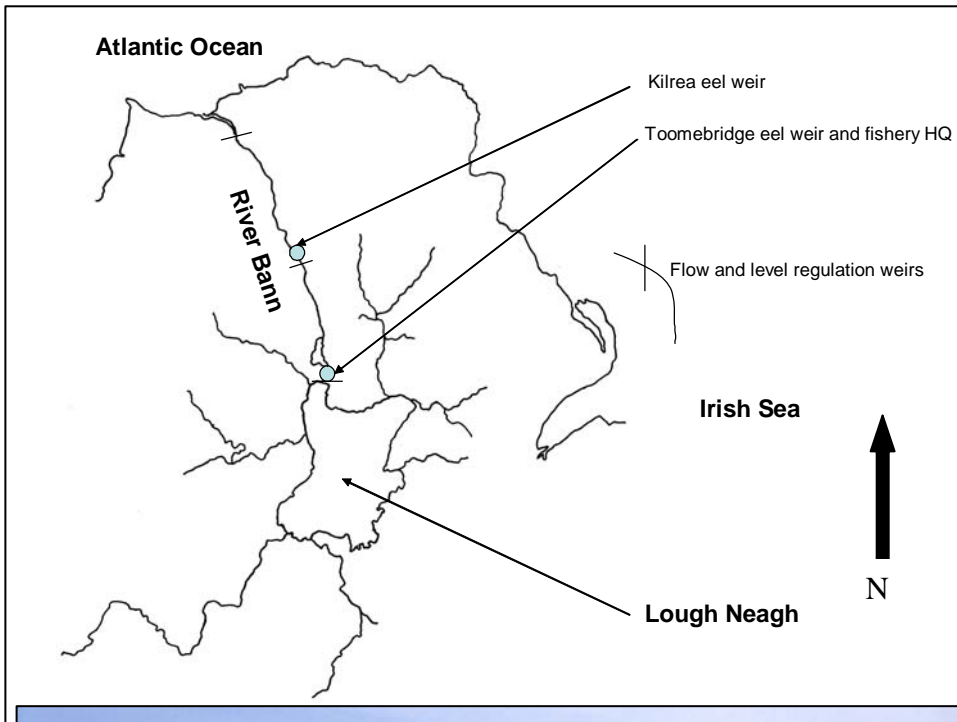 Atlantic Ocean
Kilrea eel weir
Toomebridge eel weir and fishery HQ
River Bann
Flow and level regulation weirs
Irish Sea
N
Lough Neagh